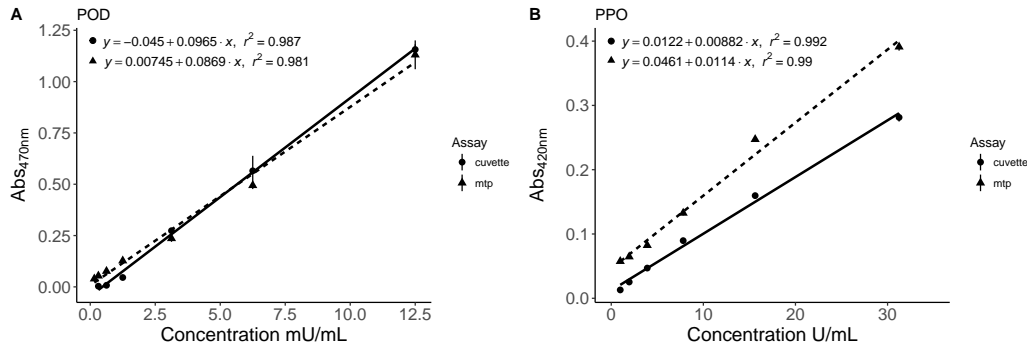 A
POD
y = −0.045 + 0.0965 · x, r² = 0.987
y = 0.00745 + 0.0869 · x, r² = 0.981
1.25
1.00
0.75
0.50
0.25
0.00
Abs470nm
0.0
2.5
5.0
7.5
10.0
12.5
Concentration mU/mL
Assay
cuvette
mtp
B
PPO
y = 0.0122 + 0.00882 · x, r² = 0.992
y = 0.0461 + 0.0114 · x, r² = 0.99
0.4
0.3
0.2
0.1
0.0
Abs420nm
0
10
20
30
Concentration U/mL
Assay
cuvette
mtp